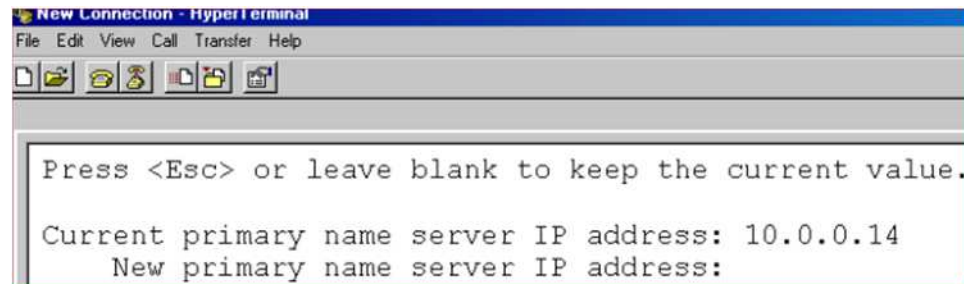 New Connection - HyperTerminal
File Edit View Call Transfer Help
Press <Esc> or leave blank to keep the current value.
Current primary name server IP address: 10.0.0.14
New primary name server IP address: